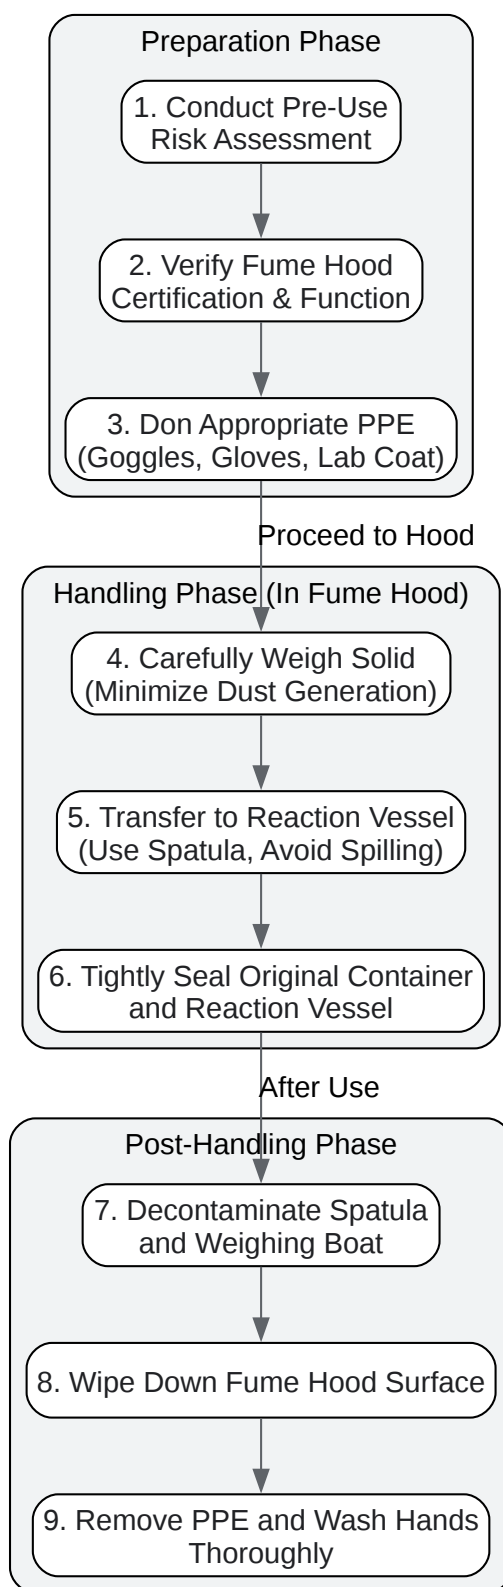 Preparation Phase
1. Conduct Pre-Use
Risk Assessment
2. Verify Fume Hood
Certification & Function
3. Don Appropriate PPE
(Goggles, Gloves, Lab Coat)
Proceed to Hood
Handling Phase (In Fume Hood)
4. Carefully Weigh Solid
(Minimize Dust Generation)
5. Transfer to Reaction Vessel
(Use Spatula, Avoid Spilling)
6. Tightly Seal Original Container
and Reaction Vessel
After Use
Post-Handling Phase
7. Decontaminate Spatula
and Weighing Boat
8. Wipe Down Fume Hood Surface
9. Remove PPE and Wash Hands
Thoroughly